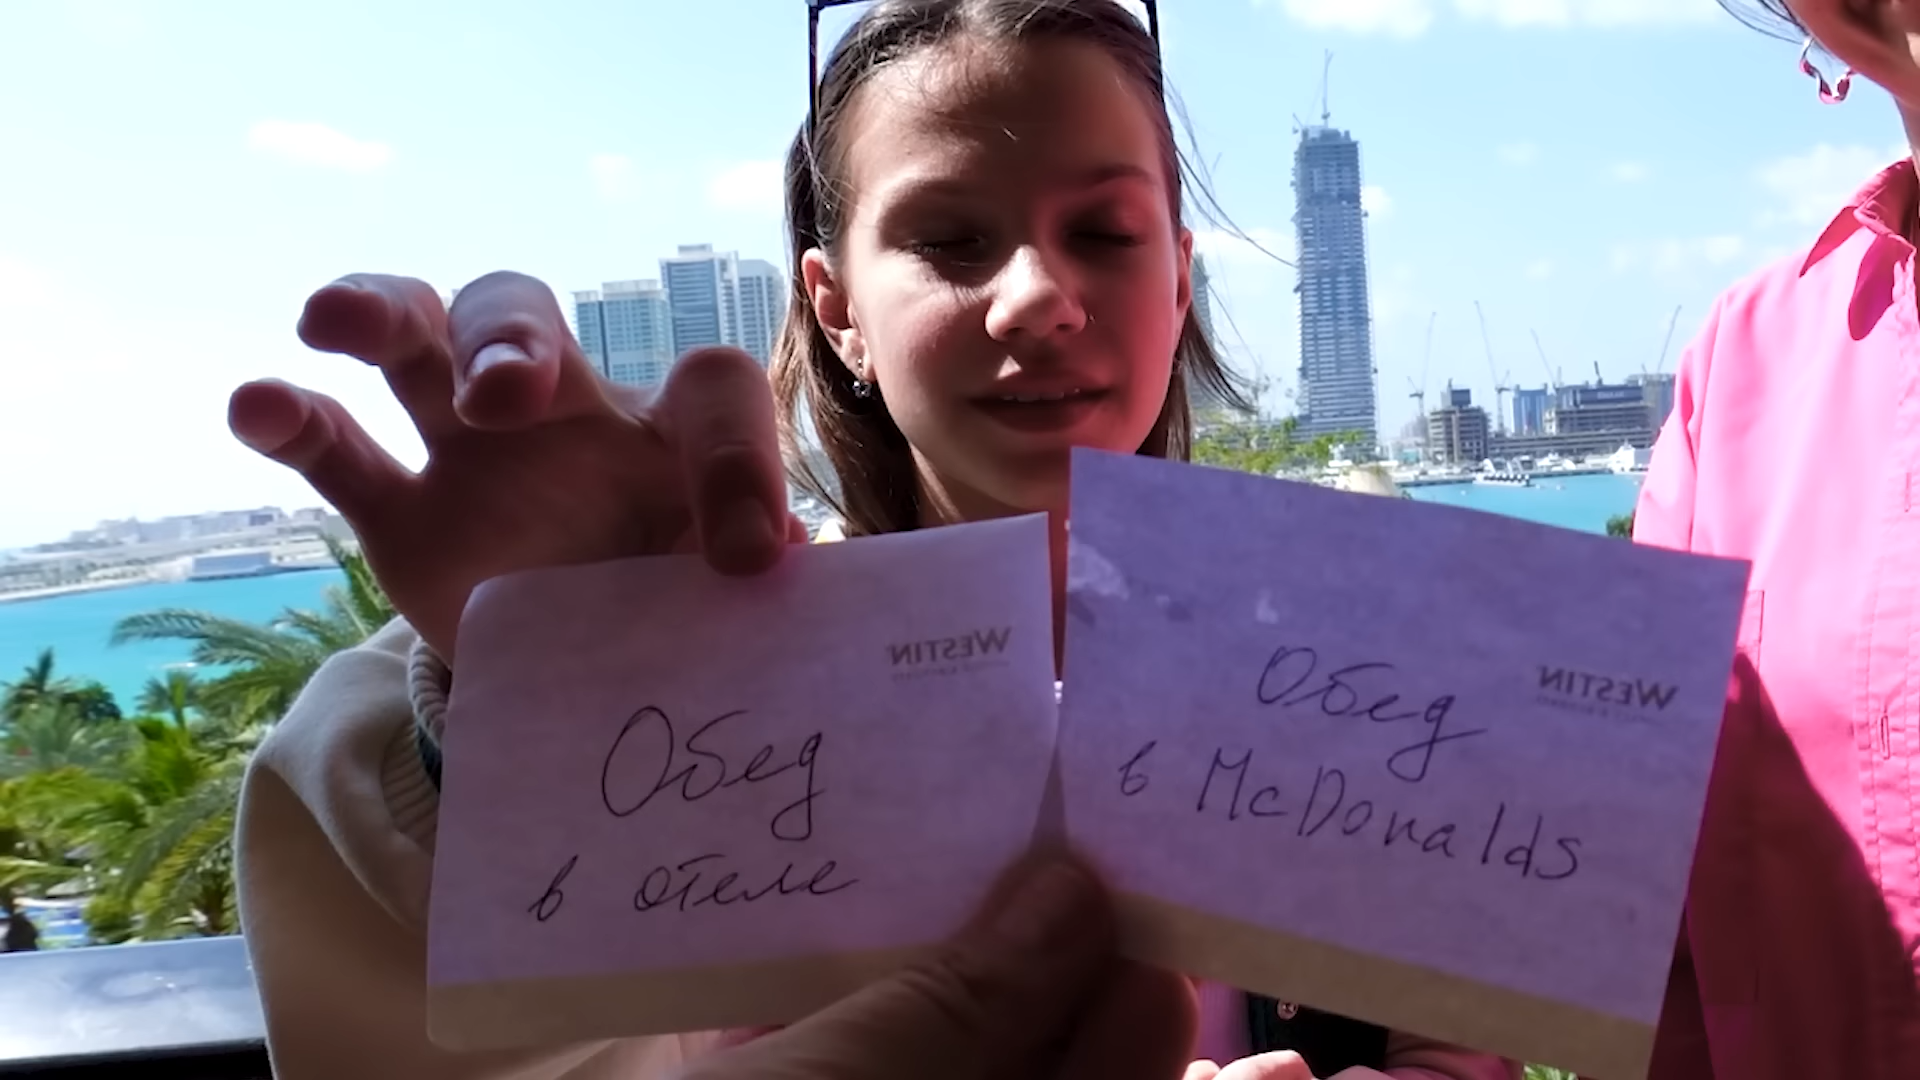 WESTIN
Обед
в отеле
WESTIN
Обед
в McDonalds